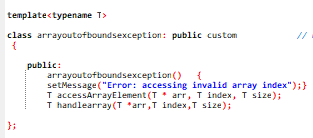 template<typename T>
class arrayoutofboundsexception: public custom //
{
public:
arrayoutofboundsexception() {
setMessage("Error: accessing invalid array index");}
T accessArrayElement(T * arr, T index, T size);
T handlearray(T *arr,T index,T size);
};